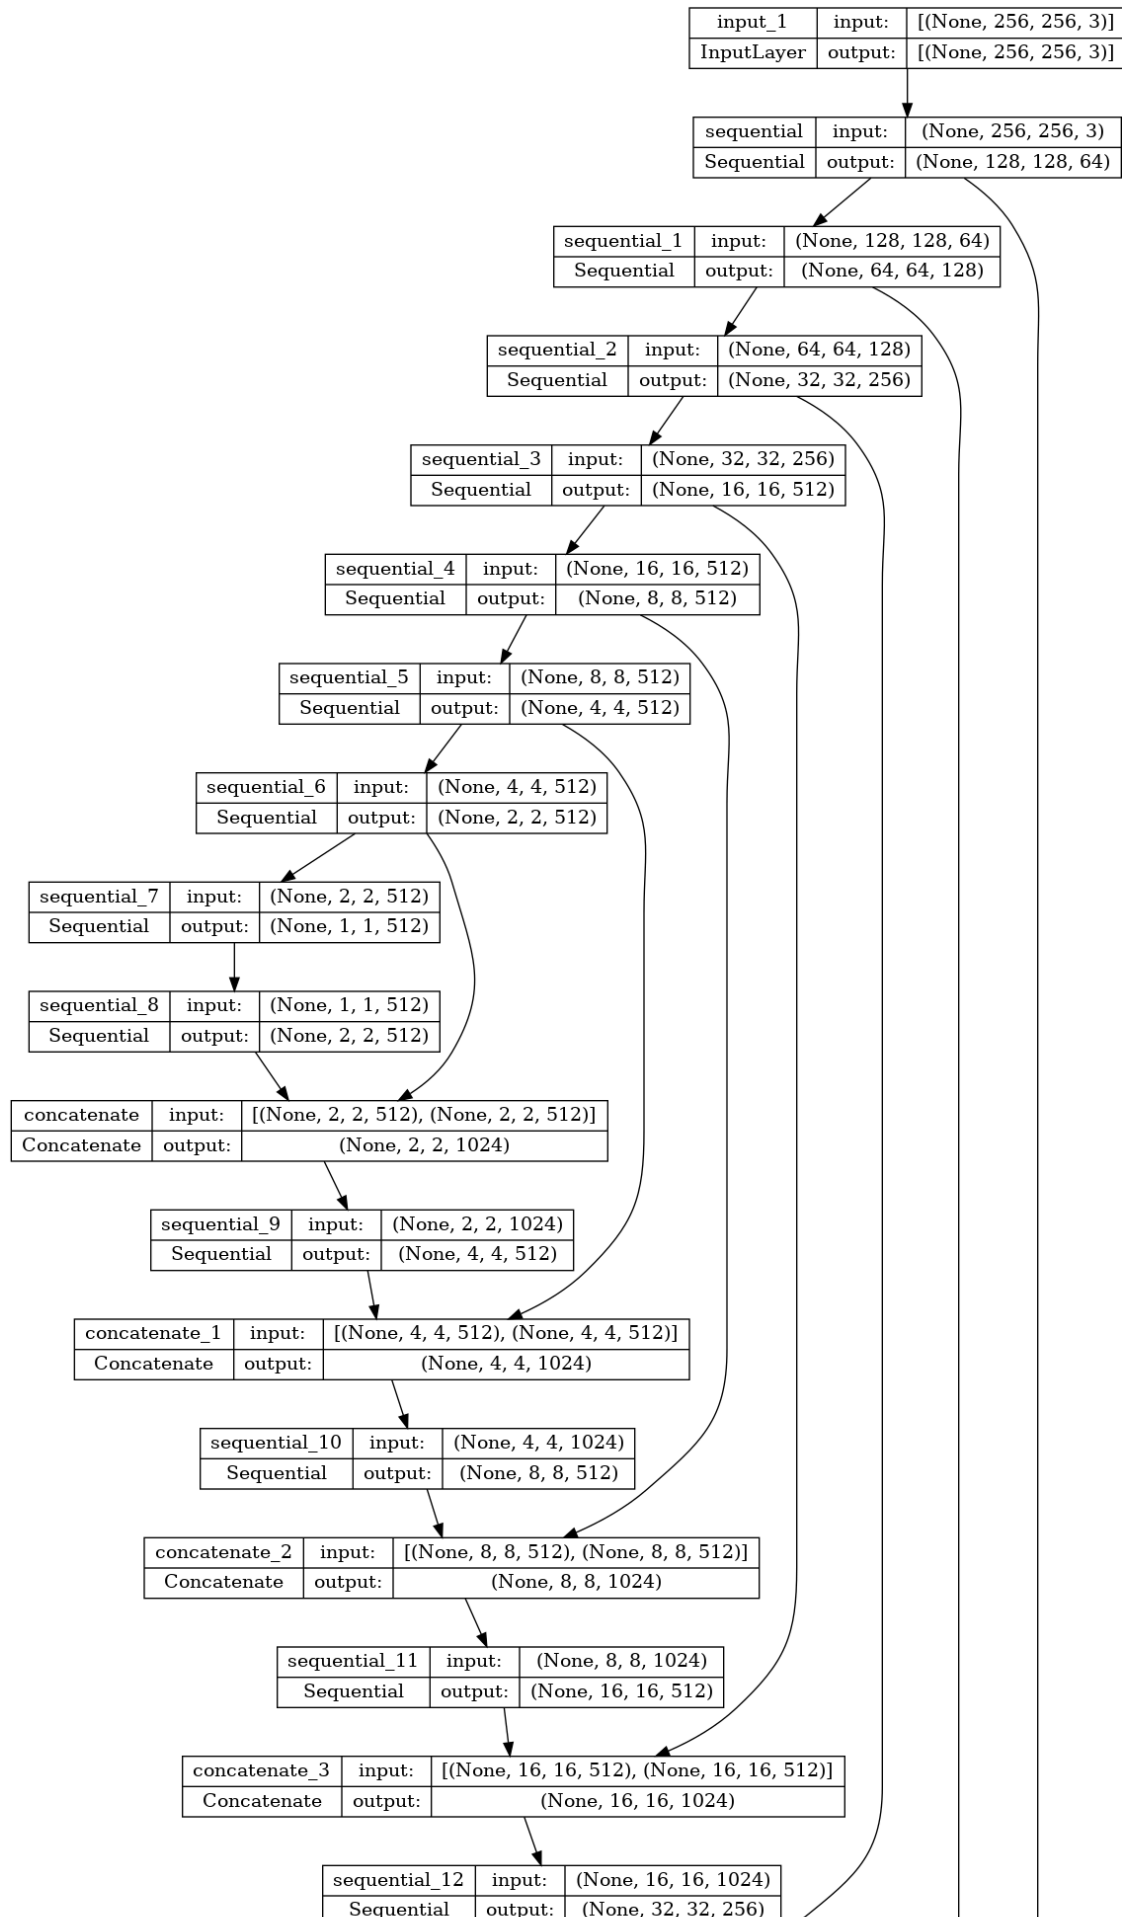 input_1 input: [(None, 256, 256, 3)]
InputLayer output: [(None, 256, 256, 3)]
sequential input: (None, 256, 256, 3)
Sequential output: (None, 128, 128, 64)
sequential_1 input: (None, 128, 128, 64)
Sequential output: (None, 64, 64, 128)
sequential_2 input: (None, 64, 64, 128)
Sequential output: (None, 32, 32, 256)
sequential_3 input: (None, 32, 32, 256)
Sequential output: (None, 16, 16, 512)
sequential_4 input: (None, 16, 16, 512)
Sequential output: (None, 8, 8, 512)
sequential_5 input: (None, 8, 8, 512)
Sequential output: (None, 4, 4, 512)
sequential_6 input: (None, 4, 4, 512)
Sequential output: (None, 2, 2, 512)
sequential_7 input: (None, 2, 2, 512)
Sequential output: (None, 1, 1, 512)
sequential_8 input: (None, 1, 1, 512)
Sequential output: (None, 2, 2, 512)
concatenate input: [(None, 2, 2, 512), (None, 2, 2, 512)]
Concatenate output: (None, 2, 2, 1024)
sequential_9 input: (None, 2, 2, 1024)
Sequential output: (None, 4, 4, 512)
concatenate_1 input: [(None, 4, 4, 512), (None, 4, 4, 512)]
Concatenate output: (None, 4, 4, 1024)
sequential_10 input: (None, 4, 4, 1024)
Sequential output: (None, 8, 8, 512)
concatenate_2 input: [(None, 8, 8, 512), (None, 8, 8, 512)]
Concatenate output: (None, 8, 8, 1024)
sequential_11 input: (None, 8, 8, 1024)
Sequential output: (None, 16, 16, 512)
concatenate_3 input: [(None, 16, 16, 512), (None, 16, 16, 512)]
Concatenate output: (None, 16, 16, 1024)
sequential_12 input: (None, 16, 16, 1024)
Sequential output: (None, 32, 32, 256)